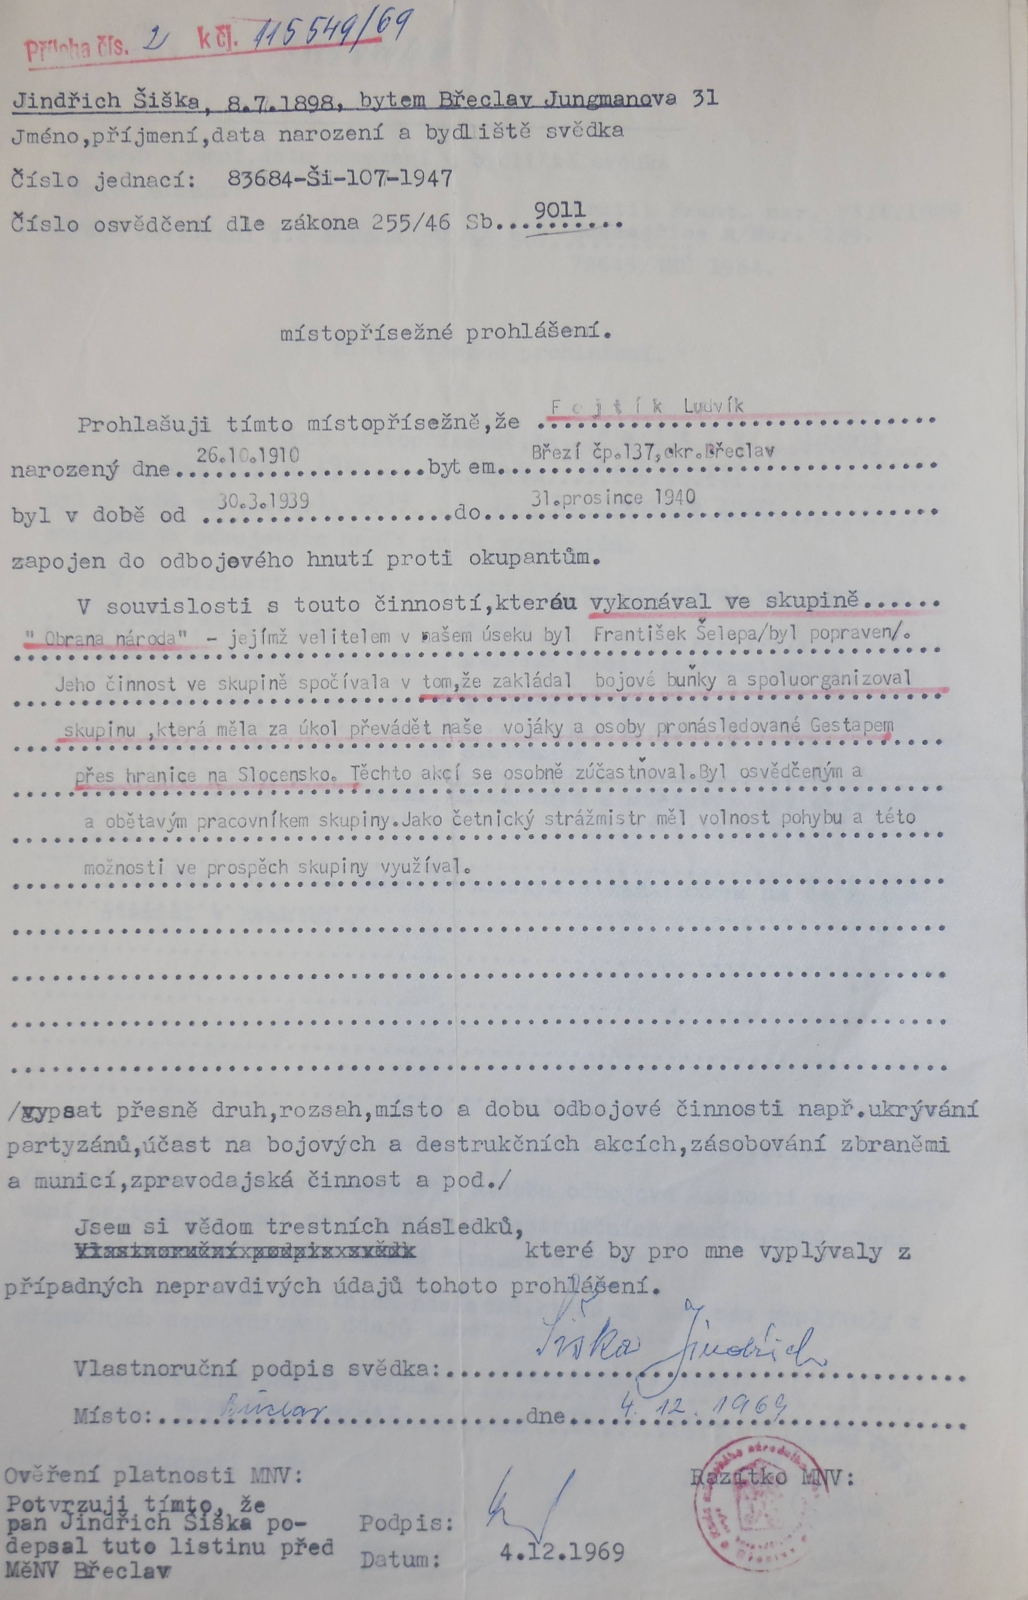 Příloha čís. 2 k čj. 115549/69
Jindřich Šiška, 8.7.1898, bytem Břeclav Jungmanova 31
Jméno,příjmení,data narození a bydliště svědka
Číslo jednací: 83684-Ši-107-1947
Číslo osvědčení dle zákona 255/46 Sb...9011......
místopřísežné prohlášení.
Prohlašuji tímto místopřísežně,že Fejtík Ludvík
narozený dne 26.10.1910 bytem Březí čp.137,okr.Břeclav
byl v době od 30.3.1939 do 31.prosince 1940
zapojen do odbojového hnutí proti okupantům.
V souvislosti s touto činností,kterou vykonával ve skupině......
" Obrana národa" - jejímž velitelem v našem úseku byl František Šelepa/byl popraven/.
Jeho činnost ve skupině spočívala v tom,že zakládal bojové buňky a spoluorganizoval
skupinu ,která měla za úkol převádět naše vojáky a osoby pronásledované Gestapem
přes hranice na Slocensko. Těchto akcí se osobně zúčastňoval.Byl osvědčeným a
a obětavým pracovníkem skupiny.Jako četnický strážmistr měl volnost pohybu a této
možnosti ve prospěch skupiny využíval.
/vypsat přesně druh,rozsah,místo a dobu odbojové činnosti např.ukrývání
partyzánů,účast na bojových a destrukčních akcích,zásobování zbraněmi
a municí,zpravodajská činnost a pod./
Jsem si vědom trestních následků,
Vlastnoruční podpis svědk které by pro mne vyplývaly z
případných nepravdivých údajů tohoto prohlášení.
Vlastnoruční podpis svědka: Šiška Jindřich
Místo: Břeclav dne 4.12.1969
Ověření platnosti MNV: Razítko MNV:
Potvrzuji tímto, že
pan Jindřich Šiška po-
depsal tuto listinu před
MěNV Břeclav
Podpis:
Datum: 4.12.1969